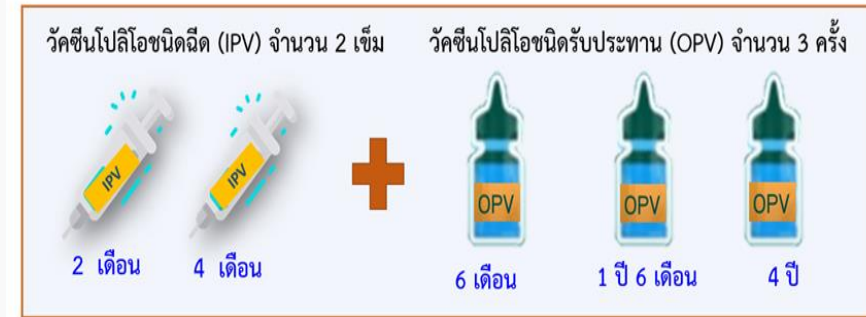 วัคซีนโปลิโอชนิดฉีด (IPV) จำนวน 2 เข็ม
วัคซีนโปลิโอชนิดรับประทาน (OPV) จำนวน 3 ครั้ง
IPV
IPV
OPV
OPV
OPV
2 เดือน
4 เดือน
6 เดือน
1 ปี 6 เดือน
4 ปี